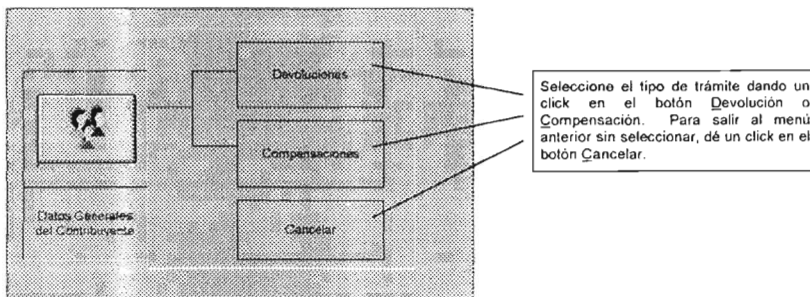 Devoluciones
Compensaciones
Cancelar
Datos Generales
del Contribuyente
Seleccione el tipo de trámite dando un
click en el botón Devolución o
Compensación. Para salir al menú
anterior sin seleccionar, dé un click en el
botón Cancelar.